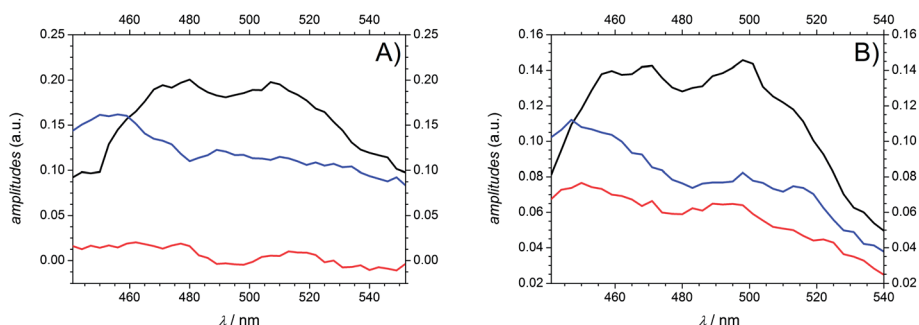 460 480 500 520 540
0.25 0.25
A)
0.20 0.20
0.15 0.15
0.10 0.10
0.05 0.05
0.00 0.00
amplitudes (a.u.)
460 480 500 520 540
λ / nm
460 480 500 520 540
0.16 0.16
B)
0.14 0.14
0.12 0.12
0.10 0.10
0.08 0.08
0.06 0.06
0.04 0.04
0.02 0.02
amplitudes (a.u.)
460 480 500 520 540
λ / nm